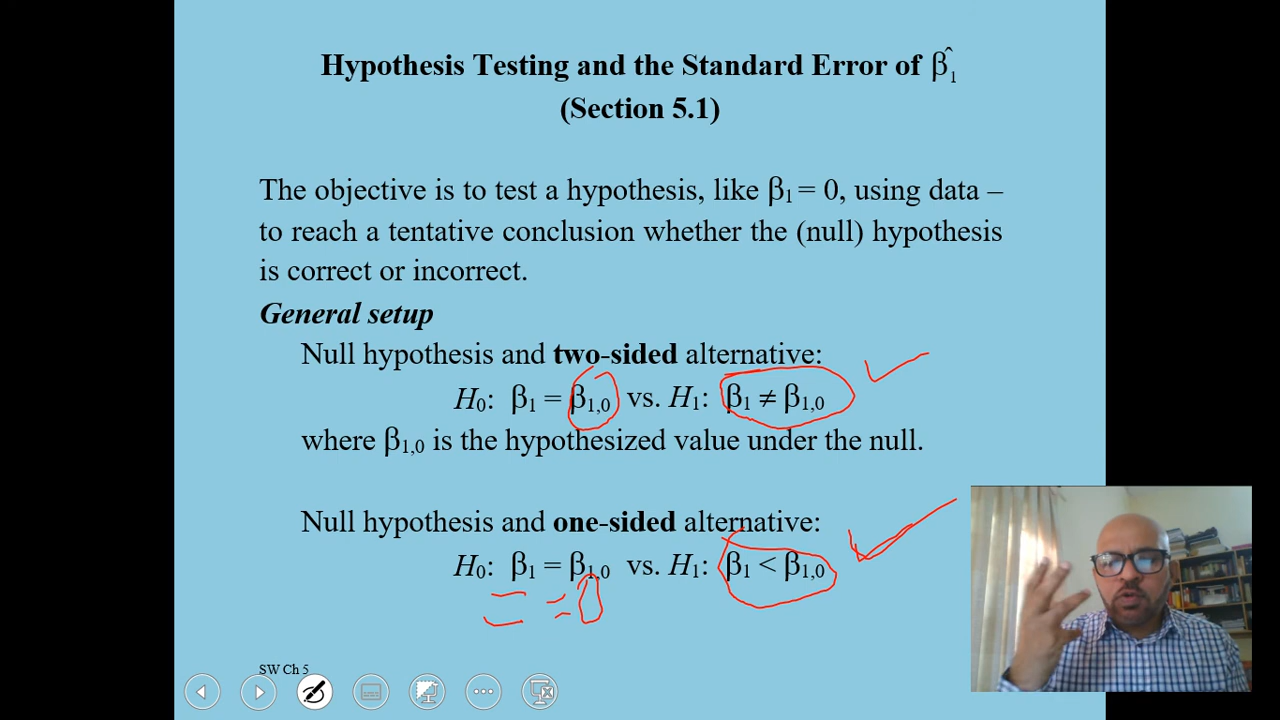 Hypothesis Testing and the Standard Error of β̂₁
(Section 5.1)
The objective is to test a hypothesis, like β₁ = 0, using data –
to reach a tentative conclusion whether the (null) hypothesis
is correct or incorrect.
General setup
Null hypothesis and two-sided alternative:
H₀: β₁ = β₁,₀ vs. H₁: β₁ ≠ β₁,₀
where β₁,₀ is the hypothesized value under the null.
Null hypothesis and one-sided alternative:
H₀: β₁ = β₁,₀ vs. H₁: β₁ < β₁,₀
= = 0
SW Ch 5